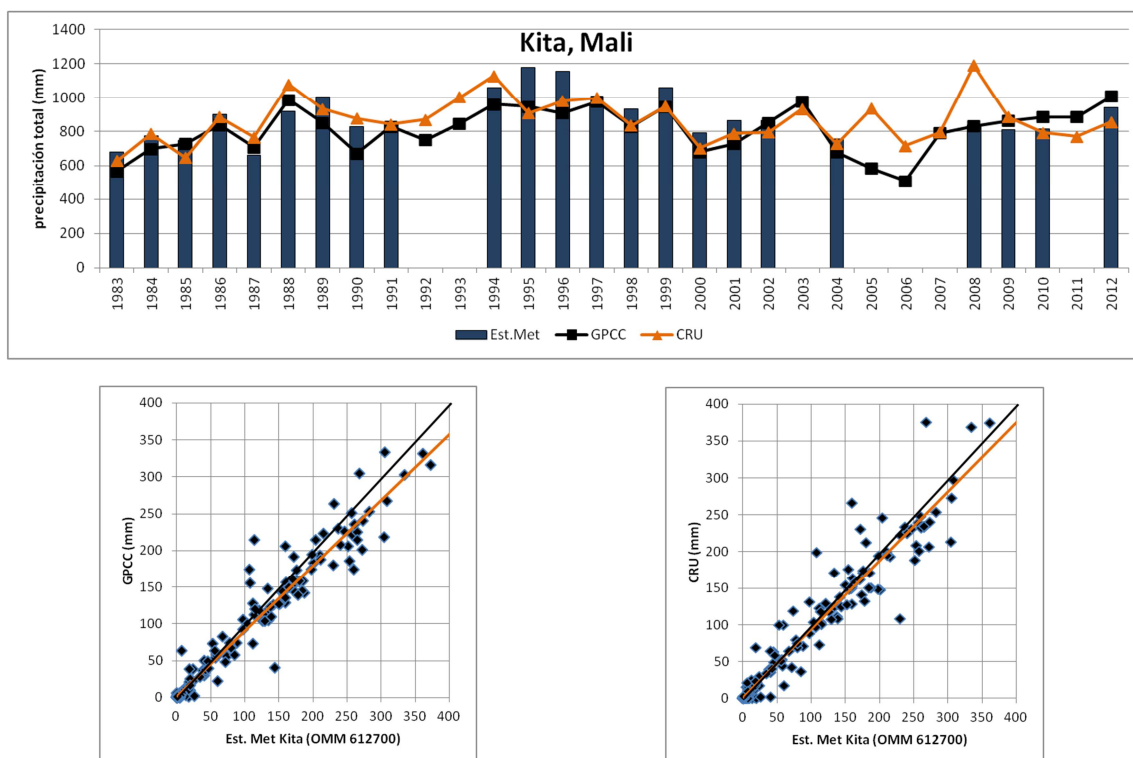 Kita, Mali
precipitación total (mm)
1400
1200
1000
800
600
400
200
0
1983 1984 1985 1986 1987 1988 1989 1990 1991 1992 1993 1994 1995 1996 1997 1998 1999 2000 2001 2002 2003 2004 2005 2006 2007 2008 2009 2010 2011 2012
Est.Met GPCC CRU
GPCC (mm)
400
350
300
250
200
150
100
50
0
0 50 100 150 200 250 300 350 400
Est. Met Kita (OMM 612700)
CRU (mm)
400
350
300
250
200
150
100
50
0
0 50 100 150 200 250 300 350 400
Est. Met Kita (OMM 612700)